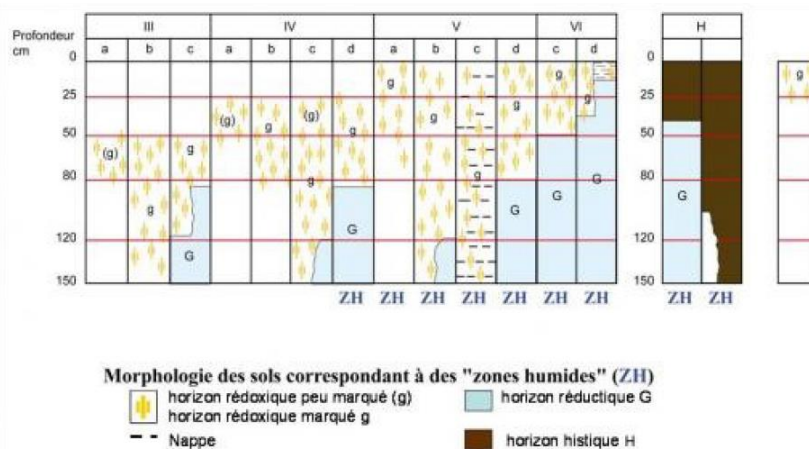 Profondeur
cm
III IV V VI H
a b c a b c d a b c d c d
0 0
25 25
50 50
80 80
120 120
150 150
g g g g
(g) (g) g (g) g g g g
(g) g g g g
g G G G G G G
ZH ZH ZH ZH ZH ZH ZH ZH ZH
Morphologie des sols correspondant à des "zones humides" (ZH)
horizon rédoxique peu marqué (g)
horizon rédoxique marqué g
horizon réductique G
Nappe
horizon histique H